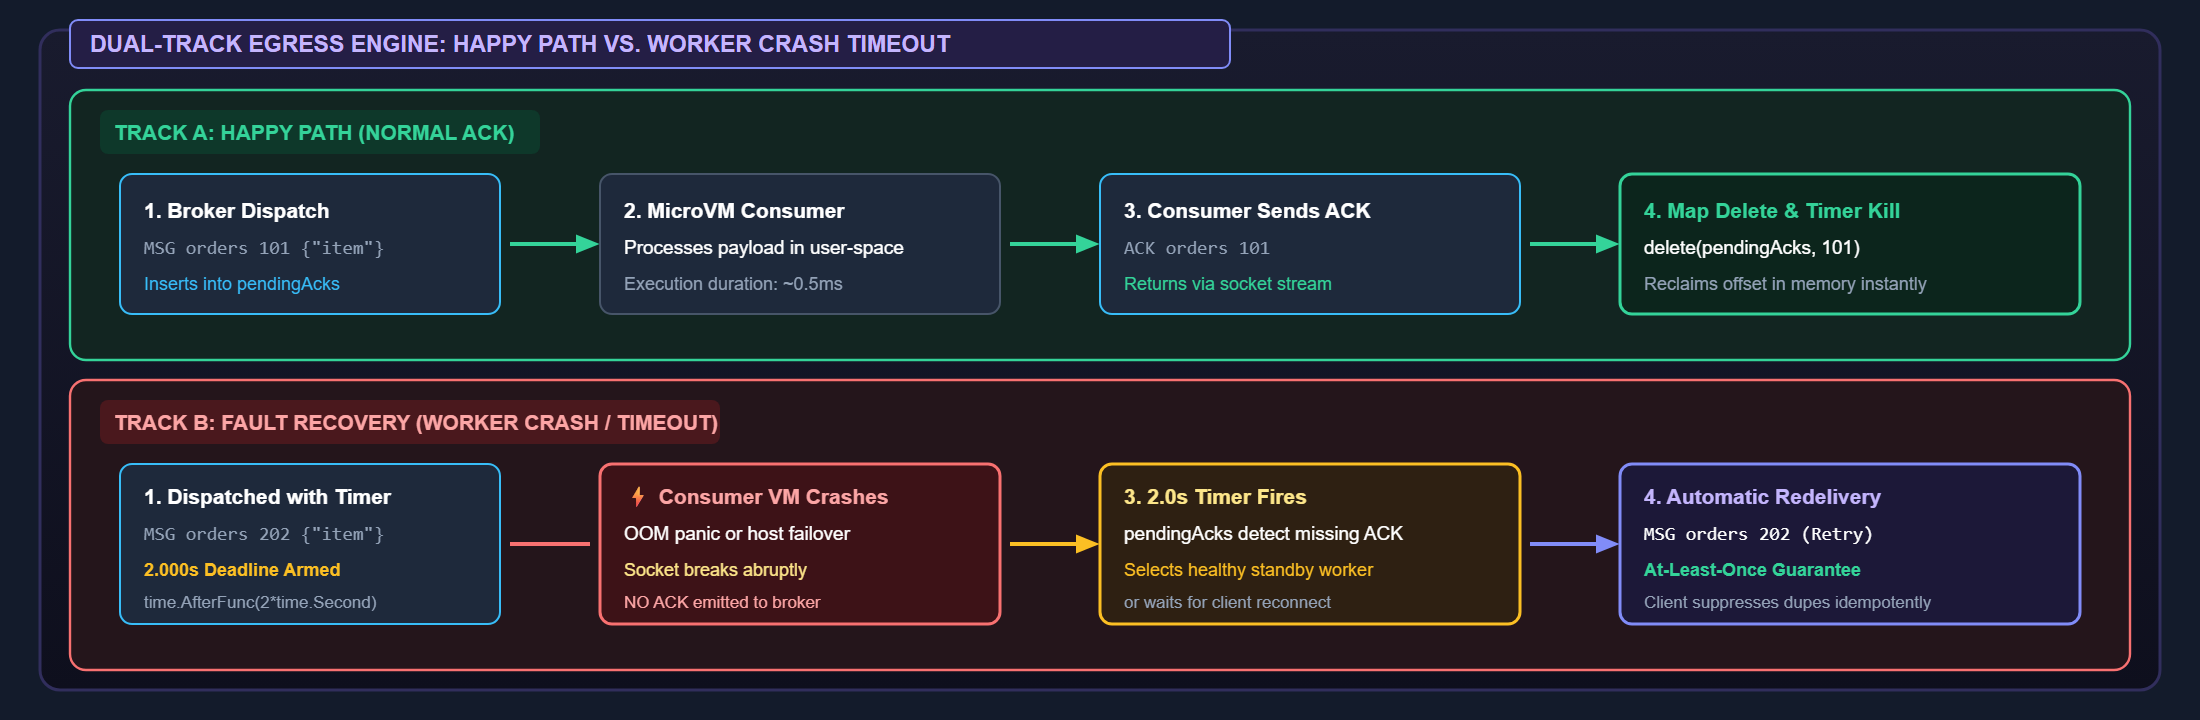 DUAL-TRACK EGRESS ENGINE: HAPPY PATH VS. WORKER CRASH TIMEOUT
TRACK A: HAPPY PATH (NORMAL ACK)
1. Broker Dispatch
MSG orders 101 {"item"}
Inserts into pendingAcks
2. MicroVM Consumer
Processes payload in user-space
Execution duration: ~0.5ms
3. Consumer Sends ACK
ACK orders 101
Returns via socket stream
4. Map Delete & Timer Kill
delete(pendingAcks, 101)
Reclaims offset in memory instantly
TRACK B: FAULT RECOVERY (WORKER CRASH / TIMEOUT)
1. Dispatched with Timer
MSG orders 202 {"item"}
2.000s Deadline Armed
time.AfterFunc(2*time.Second)
⚡ Consumer VM Crashes
OOM panic or host failover
Socket breaks abruptly
NO ACK emitted to broker
3. 2.0s Timer Fires
pendingAcks detect missing ACK
Selects healthy standby worker
or waits for client reconnect
4. Automatic Redelivery
MSG orders 202 (Retry)
At-Least-Once Guarantee
Client suppresses dupes idempotently